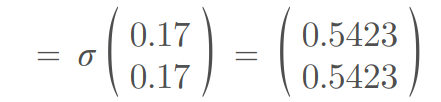 = σ ( 0.17 0.17 ) = ( 0.5423 0.5423 )